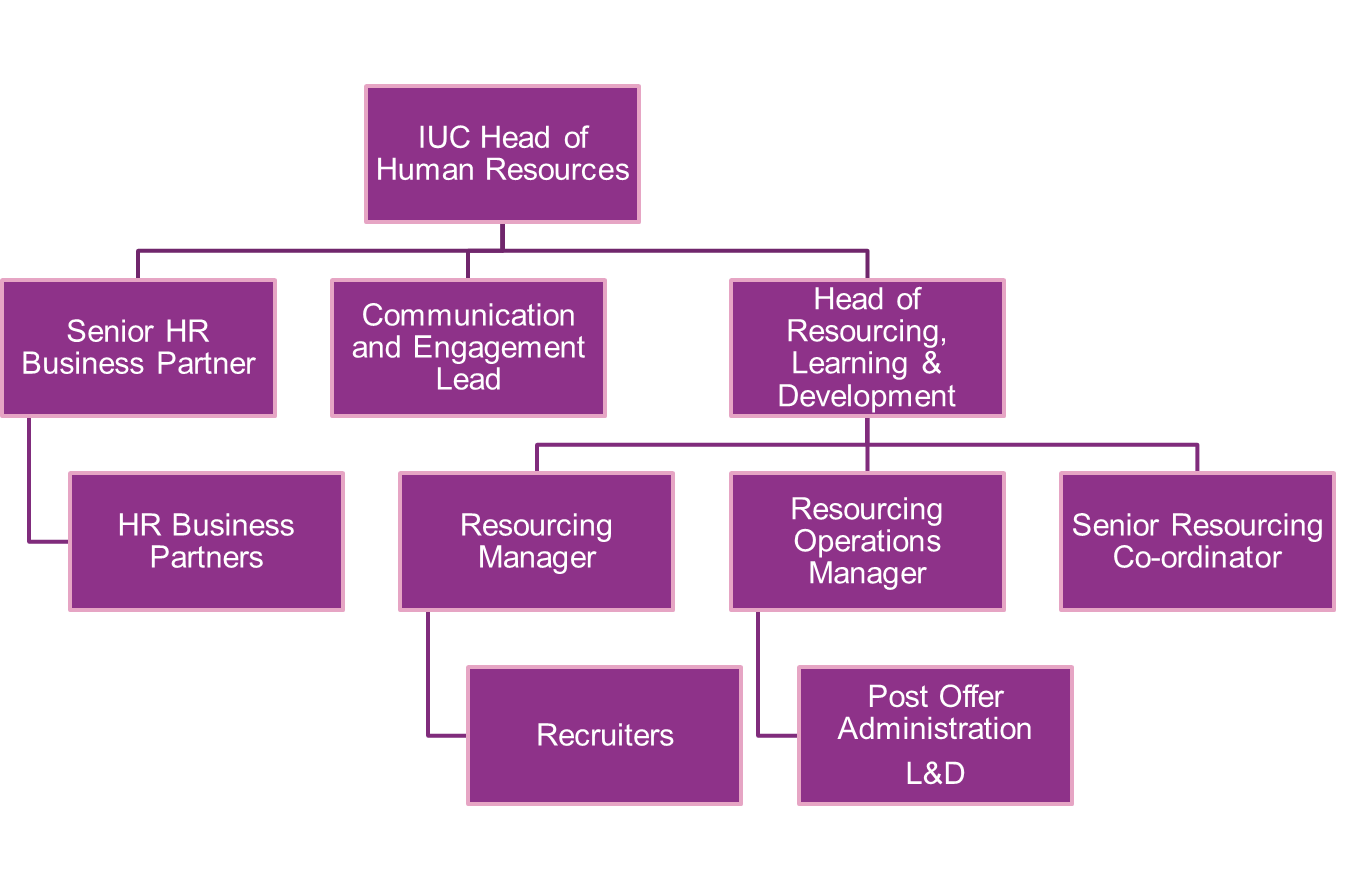 IUC Head of
Human Resources
Senior HR
Business Partner
Communication
and Engagement
Lead
Head of
Resourcing,
Learning &
Development
HR Business
Partners
Resourcing
Manager
Resourcing
Operations
Manager
Senior Resourcing
Co-ordinator
Recruiters
Post Offer
Administration
L&D